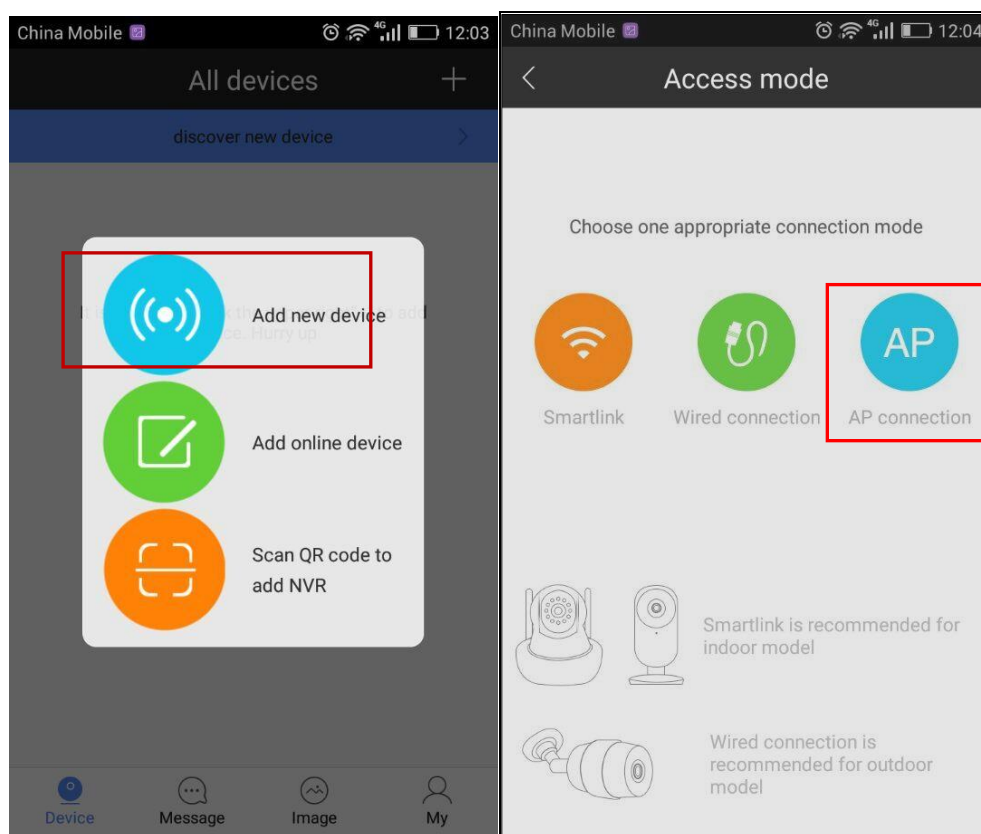 China Mobile 4G 12:03
All devices
discover new device
Add new device
Add online device
Scan QR code to
add NVR
Device Message Image My
China Mobile 4G 12:04
Access mode
Choose one appropriate connection mode
AP
Smartlink Wired connection AP connection
Smartlink is recommended for
indoor model
Wired connection is
recommended for outdoor
model